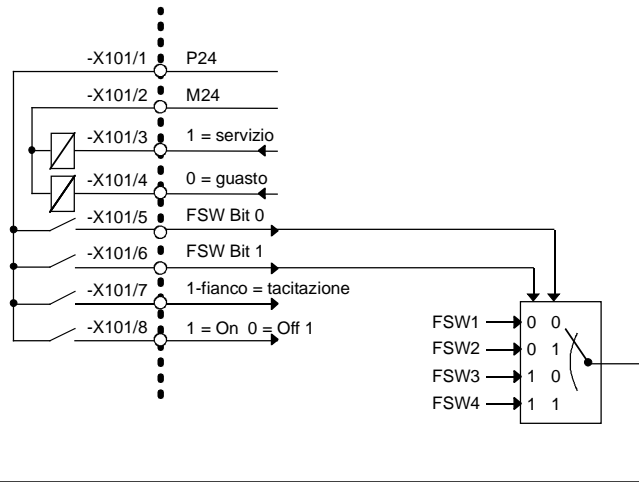 -X101/1 P24
-X101/2 M24
-X101/3 1 = servizio
-X101/4 0 = guasto
-X101/5 FSW Bit 0
-X101/6 FSW Bit 1
-X101/7 1-fianco = tacitazione
-X101/8 1 = On 0 = Off 1
FSW1 0 0
FSW2 0 1
FSW3 1 0
FSW4 1 1